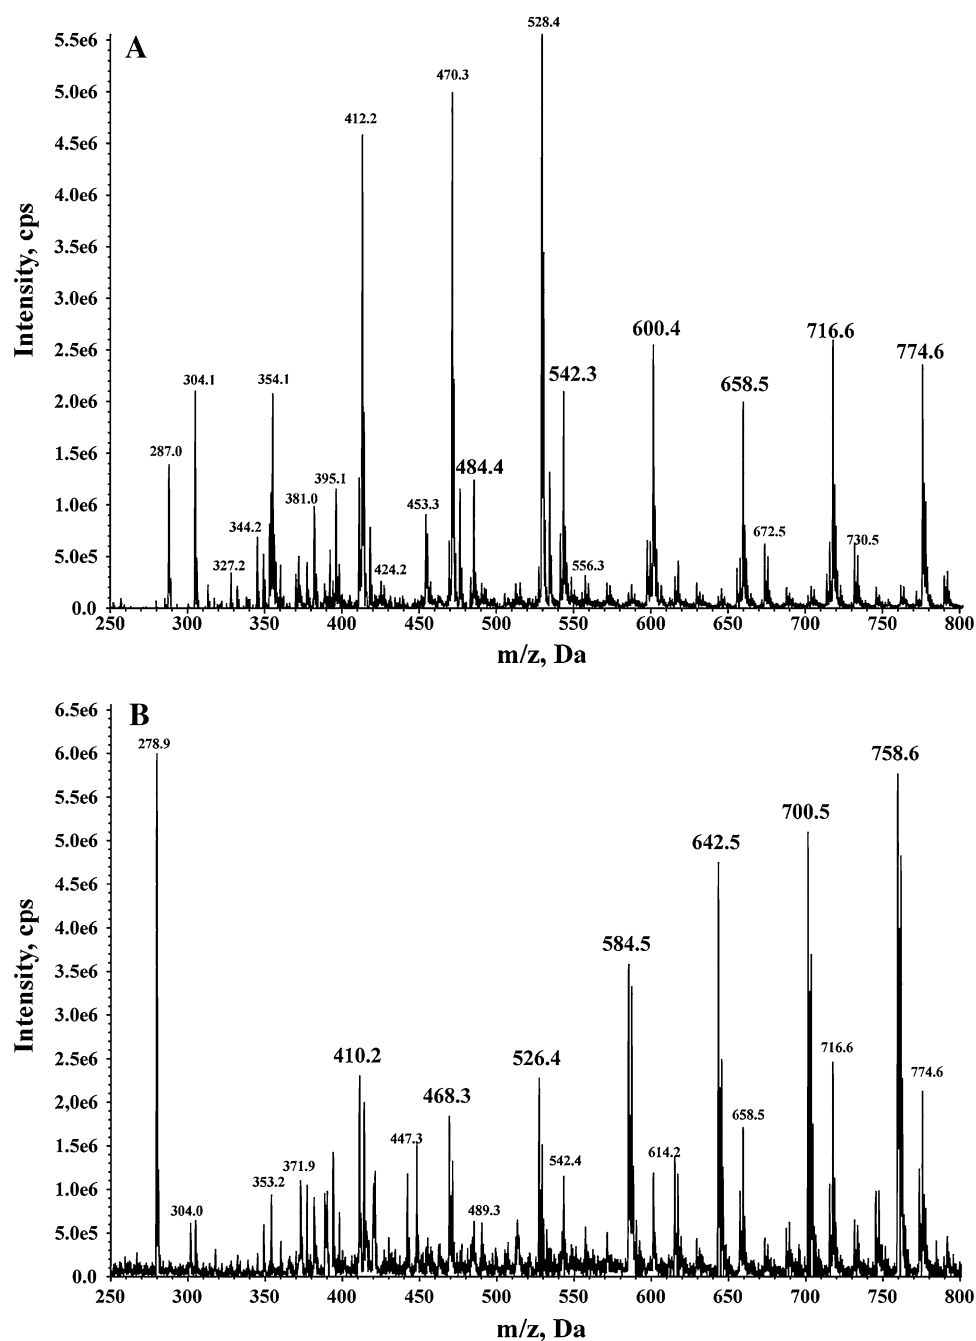 A
528.4
5.5e6
470.3
5.0e6
412.2
4.5e6
4.0e6
3.5e6
3.0e6
600.4
716.6
2.5e6
774.6
304.1
354.1
542.3
658.5
2.0e6
287.0
1.5e6
395.1
484.4
381.0
453.3
1.0e6
344.2
672.5
730.5
5.0e5
327.2
424.2
556.3
0.0
250 300 350 400 450 500 550 600 650 700 750 800
m/z, Da
Intensity, cps
B
6.5e6
278.9
6.0e6
758.6
5.5e6
700.5
5.0e6
642.5
4.5e6
4.0e6
584.5
3.5e6
3.0e6
410.2
526.4
2.5e6
716.6
774.6
468.3
2,0e6
658.5
447.3
1.5e6
371.9
542.4
614.2
353.2
1.0e6
304.0
489.3
5.0e5
0.0
250 300 350 400 450 500 550 600 650 700 750 800
m/z, Da
Intensity, cps